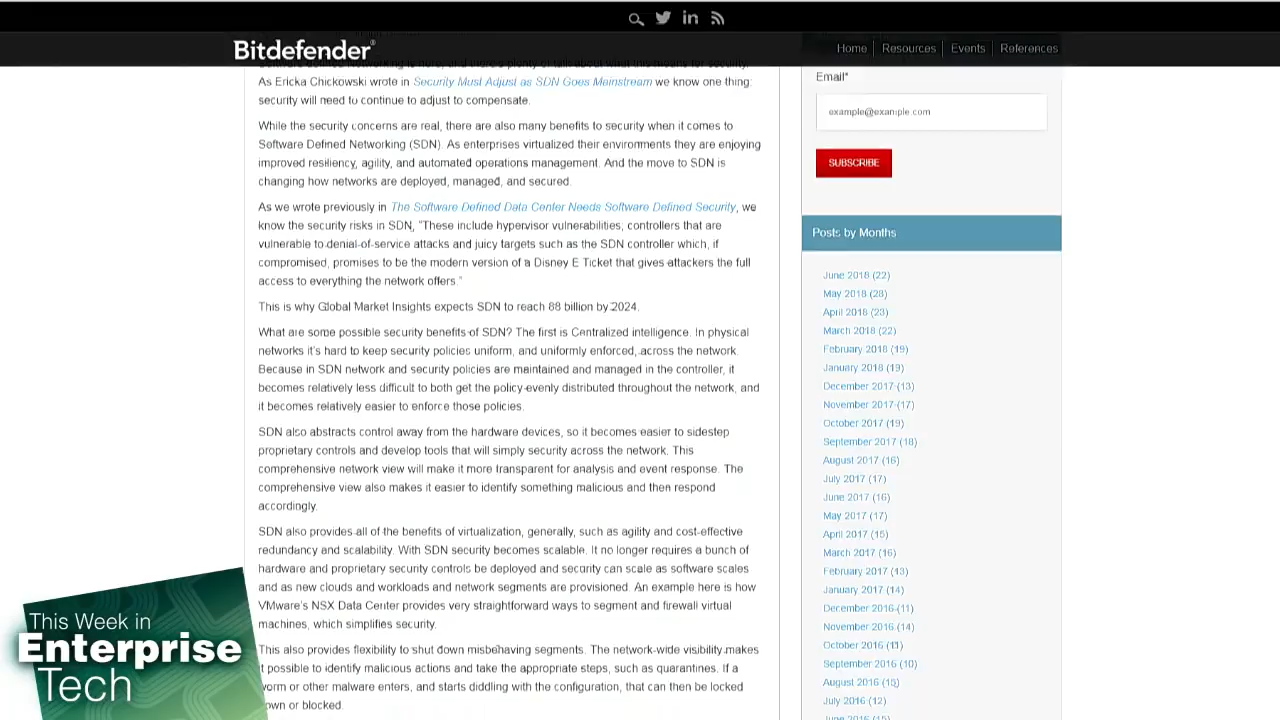 Bitdefender®
Home
Resources
Events
References
As Ericka Chickowski wrote in Security Must Adjust as SDN Goes Mainstream we know one thing:
security will need to continue to adjust to compensate.
While the security concerns are real, there are also many benefits to security when it comes to
Software Defined Networking (SDN). As enterprises virtualized their environments they are enjoying
improved resiliency, agility, and automated operations management. And the move to SDN is
changing how networks are deployed, managed, and secured.
As we wrote previously in The Software Defined Data Center Needs Software Defined Security, we
know the security risks in SDN, "These include hypervisor vulnerabilities, controllers that are
vulnerable to denial-of-service attacks and juicy targets such as the SDN controller which, if
compromised, promises to be the modern version of a Disney E Ticket that gives attackers the full
access to everything the network offers."
This is why Global Market Insights expects SDN to reach 88 billion by 2024.
What are some possible security benefits of SDN? The first is Centralized intelligence. In physical
networks it's hard to keep security policies uniform, and uniformly enforced, across the network.
Because in SDN network and security policies are maintained and managed in the controller, it
becomes relatively less difficult to both get the policy evenly distributed throughout the network, and
it becomes relatively easier to enforce those policies.
SDN also abstracts control away from the hardware devices, so it becomes easier to sidestep
proprietary controls and develop tools that will simply security across the network. This
comprehensive network view will make it more transparent for analysis and event response. The
comprehensive view also makes it easier to identify something malicious and then respond
accordingly.
SDN also provides all of the benefits of virtualization, generally, such as agility and cost-effective
redundancy and scalability. With SDN security becomes scalable. It no longer requires a bunch of
hardware and proprietary security controls be deployed and security can scale as software scales
and as new clouds and workloads and network segments are provisioned. An example here is how
VMware's NSX Data Center provides very straightforward ways to segment and firewall virtual
machines, which simplifies security.
This also provides flexibility to shut down misbehaving segments. The network-wide visibility makes
it possible to identify malicious actions and take the appropriate steps, such as quarantines. If a
worm or other malware enters, and starts diddling with the configuration, that can then be locked
down or blocked.
Email*
example@example.com
SUBSCRIBE
Posts by Months
June 2018 (22)
May 2018 (28)
April 2018 (23)
March 2018 (22)
February 2018 (19)
January 2018 (19)
December 2017 (13)
November 2017 (17)
October 2017 (19)
September 2017 (18)
August 2017 (16)
July 2017 (17)
June 2017 (16)
May 2017 (17)
April 2017 (15)
March 2017 (16)
February 2017 (13)
January 2017 (14)
December 2016 (11)
November 2016 (14)
October 2016 (11)
September 2016 (10)
August 2016 (15)
July 2016 (12)
June 2016 (15)
This Week in
Enterprise
Tech